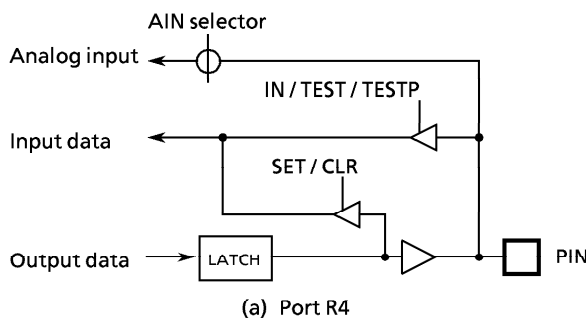 AIN selector
Analog input
IN / TEST / TESTP
Input data
SET / CLR
Output data
LATCH
PIN
(a) Port R4